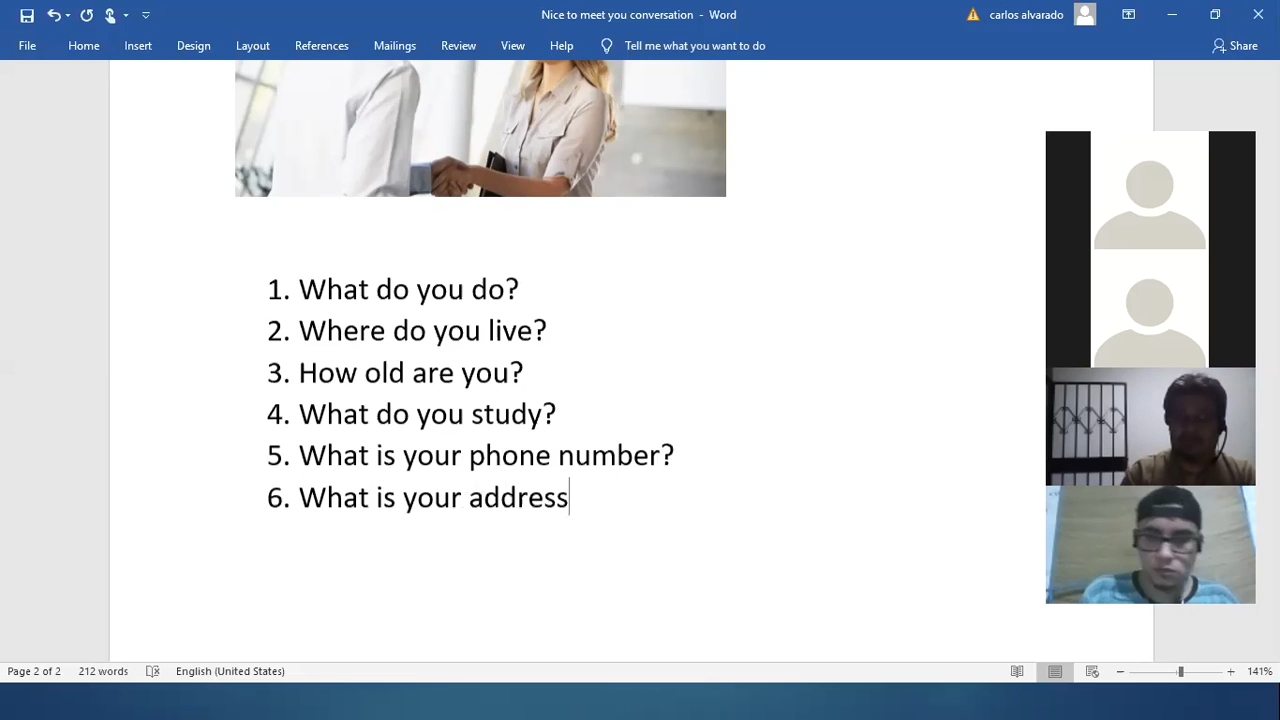 Nice to meet you conversation - Word
carlos alvarado
File Home Insert Design Layout References Mailings Review View Help Tell me what you want to do Share
1. What do you do?
2. Where do you live?
3. How old are you?
4. What do you study?
5. What is your phone number?
6. What is your address
Page 2 of 2 212 words English (United States) 141%